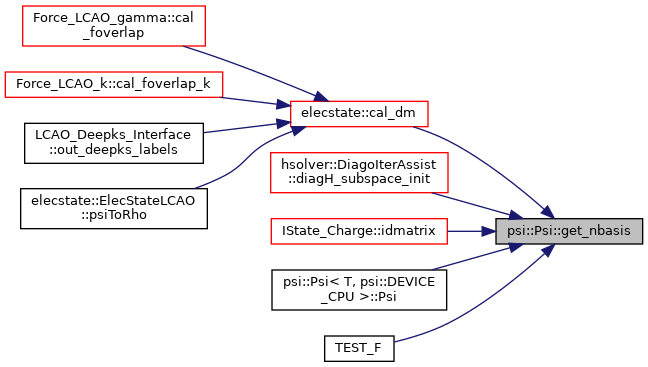 Force_LCAO_gamma::cal
_foverlap
Force_LCAO_k::cal_foverlap_k
LCAO_Deepks_Interface
::out_deepks_labels
elecstate::ElecStateLCAO
::psiToRho
elecstate::cal_dm
hsolver::DiagoIterAssist
::diagH_subspace_init
IState_Charge::idmatrix
psi::Psi< T, psi::DEVICE
_CPU >::Psi
TEST_F
psi::Psi::get_nbasis